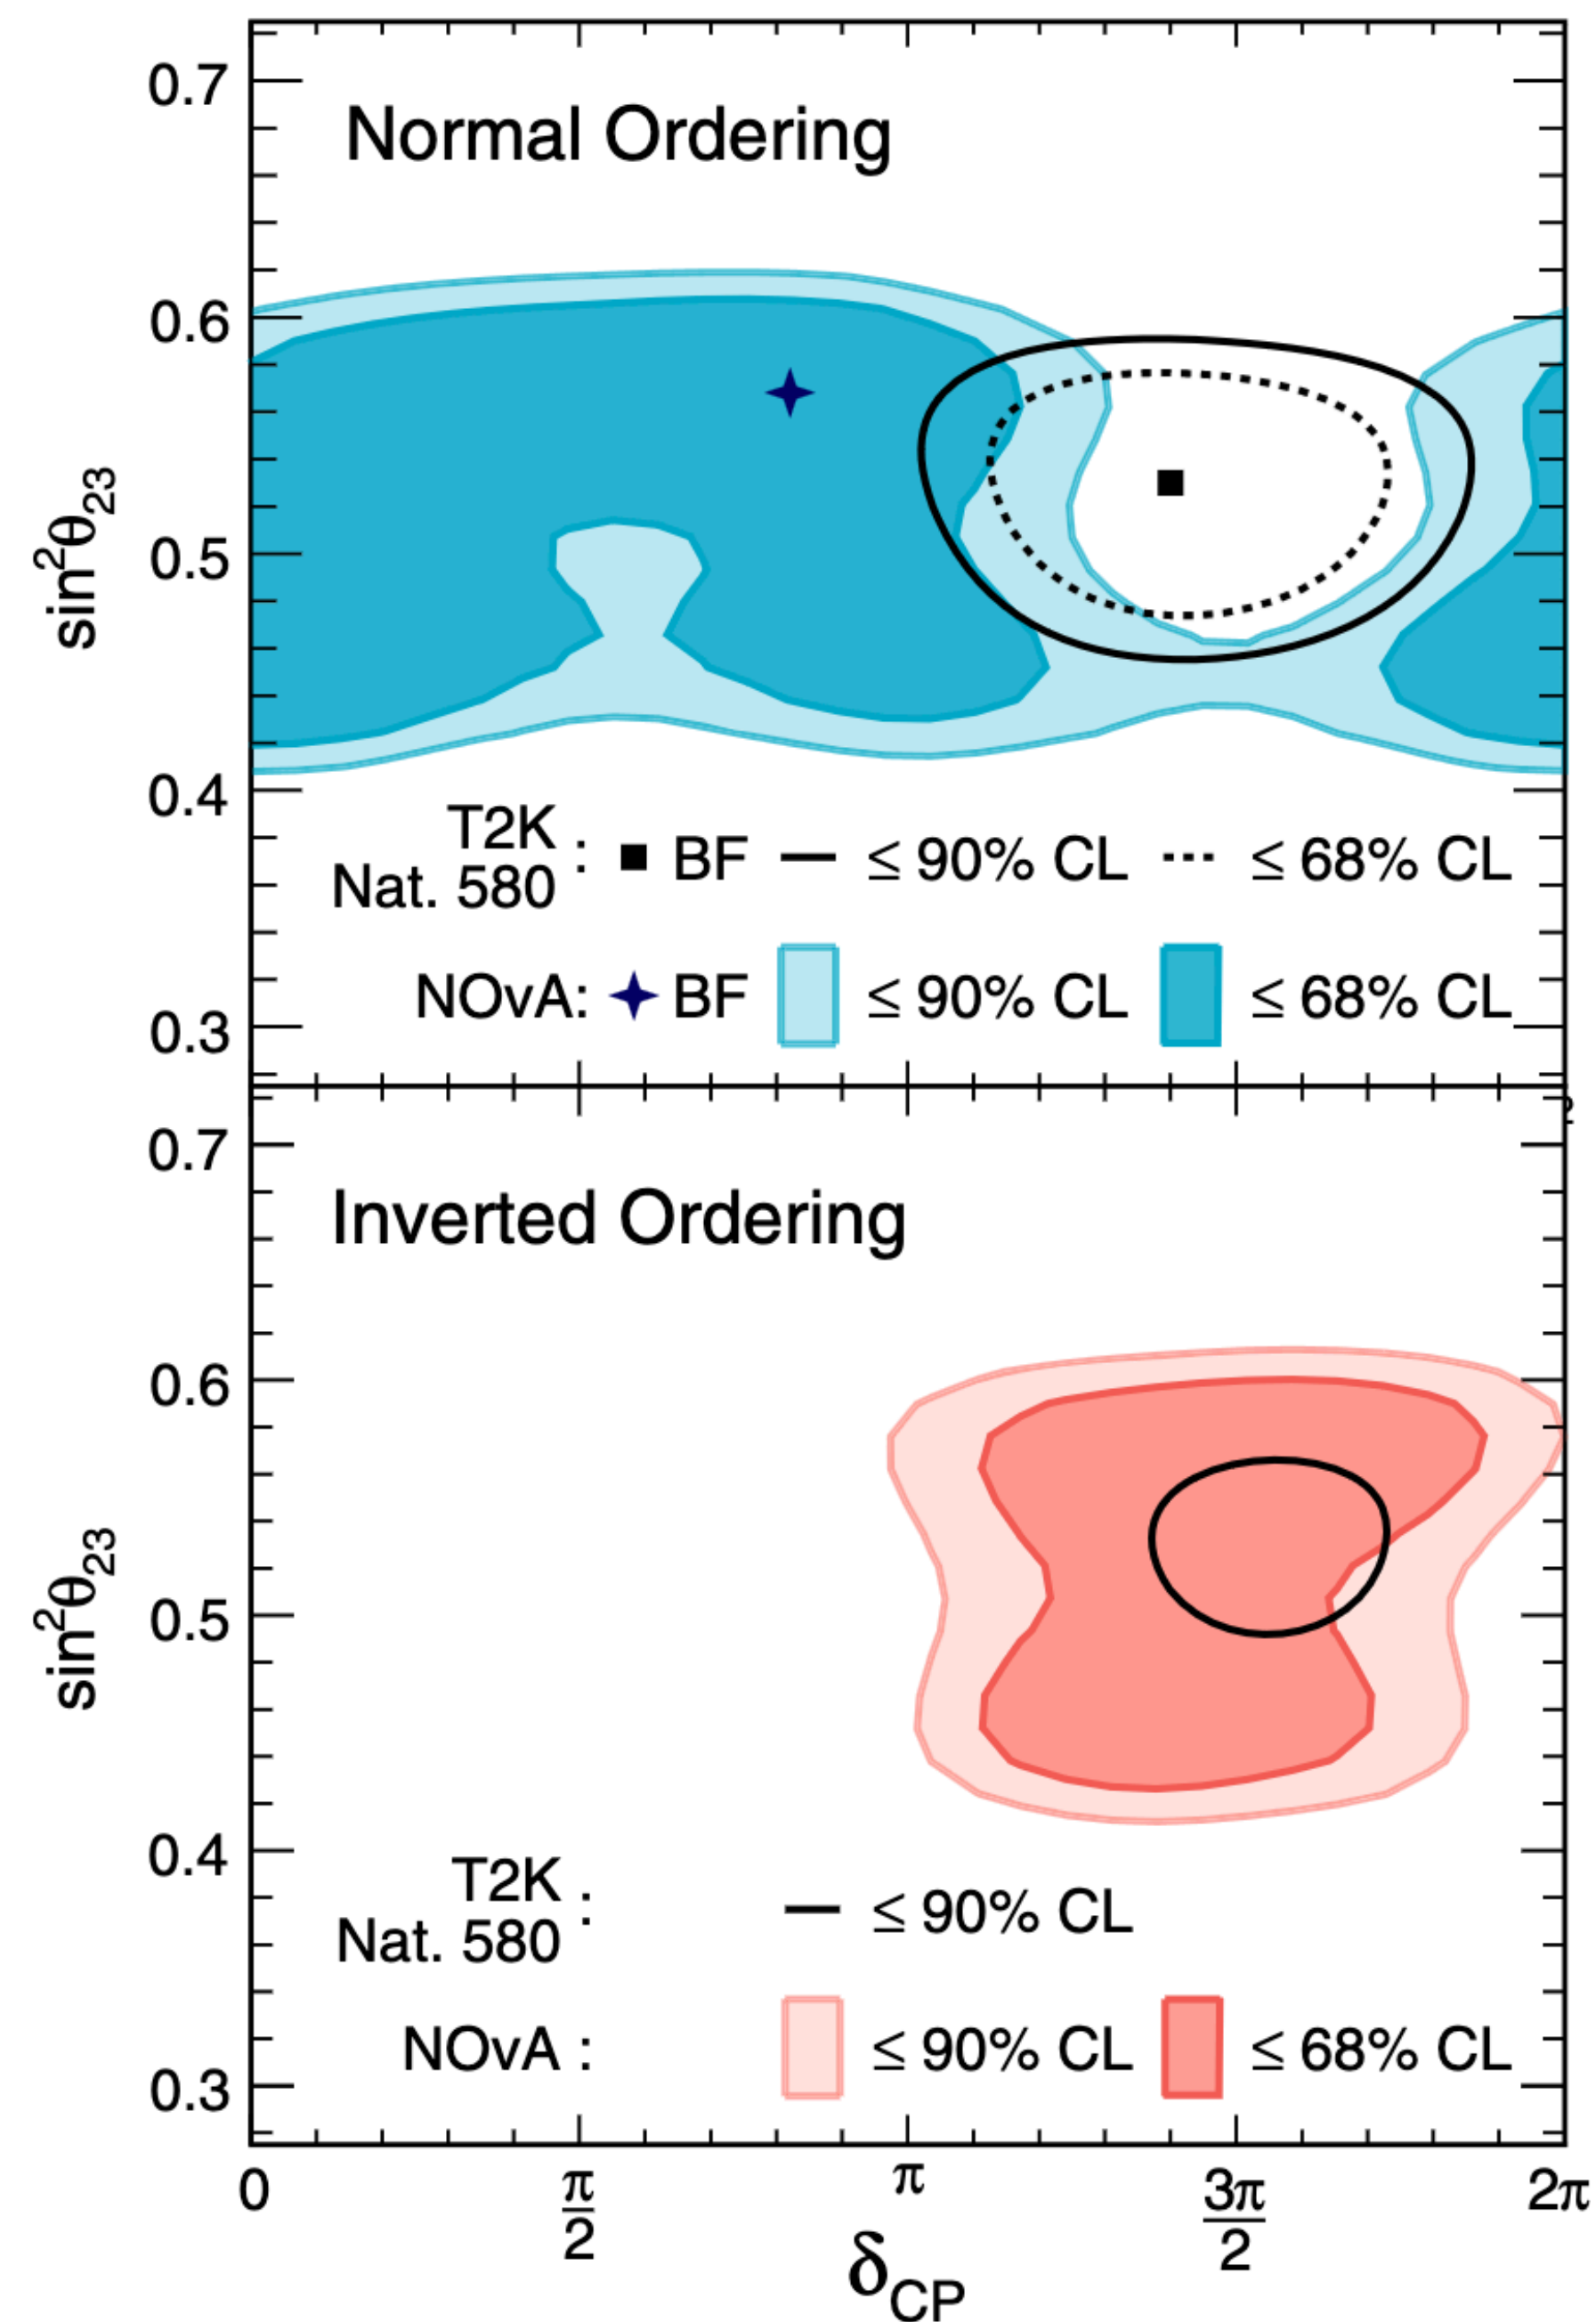 0.7
Normal Ordering
0.6
sin²θ₂₃
0.5
0.4
T2K
Nat. 580 : BF ≤ 90% CL ≤ 68% CL
NOvA: BF ≤ 90% CL ≤ 68% CL
0.3
0.7
Inverted Ordering
0.6
sin²θ₂₃
0.5
0.4
T2K
Nat. 580 : ≤ 90% CL
NOvA : ≤ 90% CL ≤ 68% CL
0.3
0 π/2 π 3π/2 2π
δCP